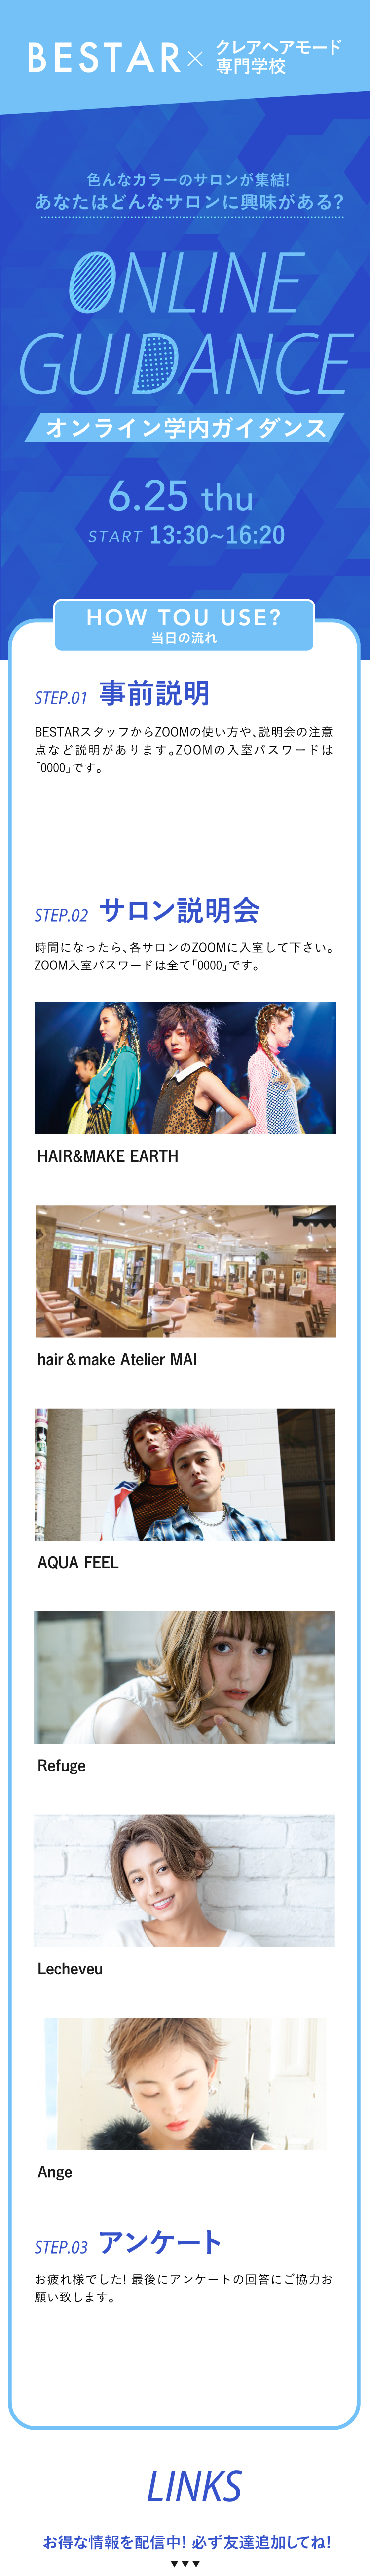 BESTAR × クレアヘアモード
専門学校
色んなカラーのサロンが集結!
あなたはどんなサロンに興味がある?
ONLINE
GUIDANCE
オンライン学内ガイダンス
6.25 thu
START 13:30~16:20
HOW TOU USE?
当日の流れ
STEP.01 事前説明
BESTARスタッフからZOOMの使い方や、説明会の注意
点など説明があります。ZOOMの入室パスワードは
「0000」です。
STEP.02 サロン説明会
時間になったら、各サロンのZOOMに入室して下さい。
ZOOM入室パスワードは全て「0000」です。
HAIR&MAKE EARTH
hair & make Atelier MAI
AQUA FEEL
Refuge
Lecheveu
Ange
STEP.03 アンケート
お疲れ様でした! 最後にアンケートの回答にご協力お
願い致します。
LINKS
お得な情報を配信中! 必ず友達追加してね!
▼▼▼